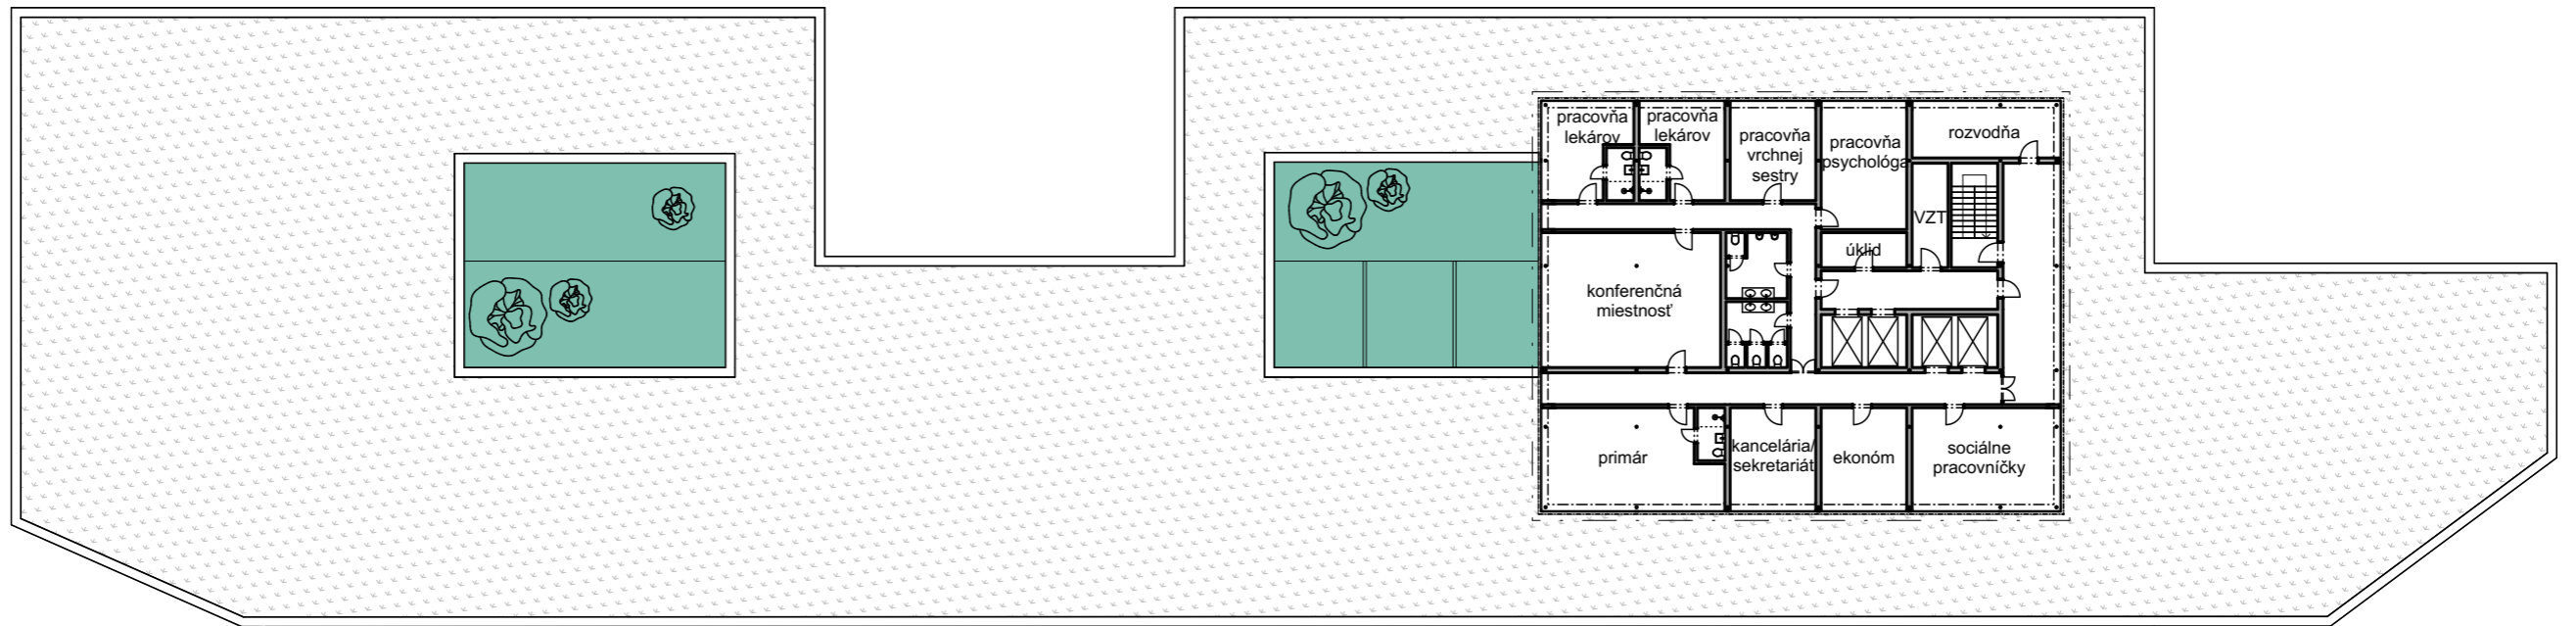 pracovňa
lekárov
pracovňa
lekárov
pracovňa
vrchnej
sestry
pracovňa
psychológa
rozvodňa
VZT
úklid
konferenčná
miestnosť
primár
kancelária/
sekretariát
ekonóm
sociálne
pracovníčky